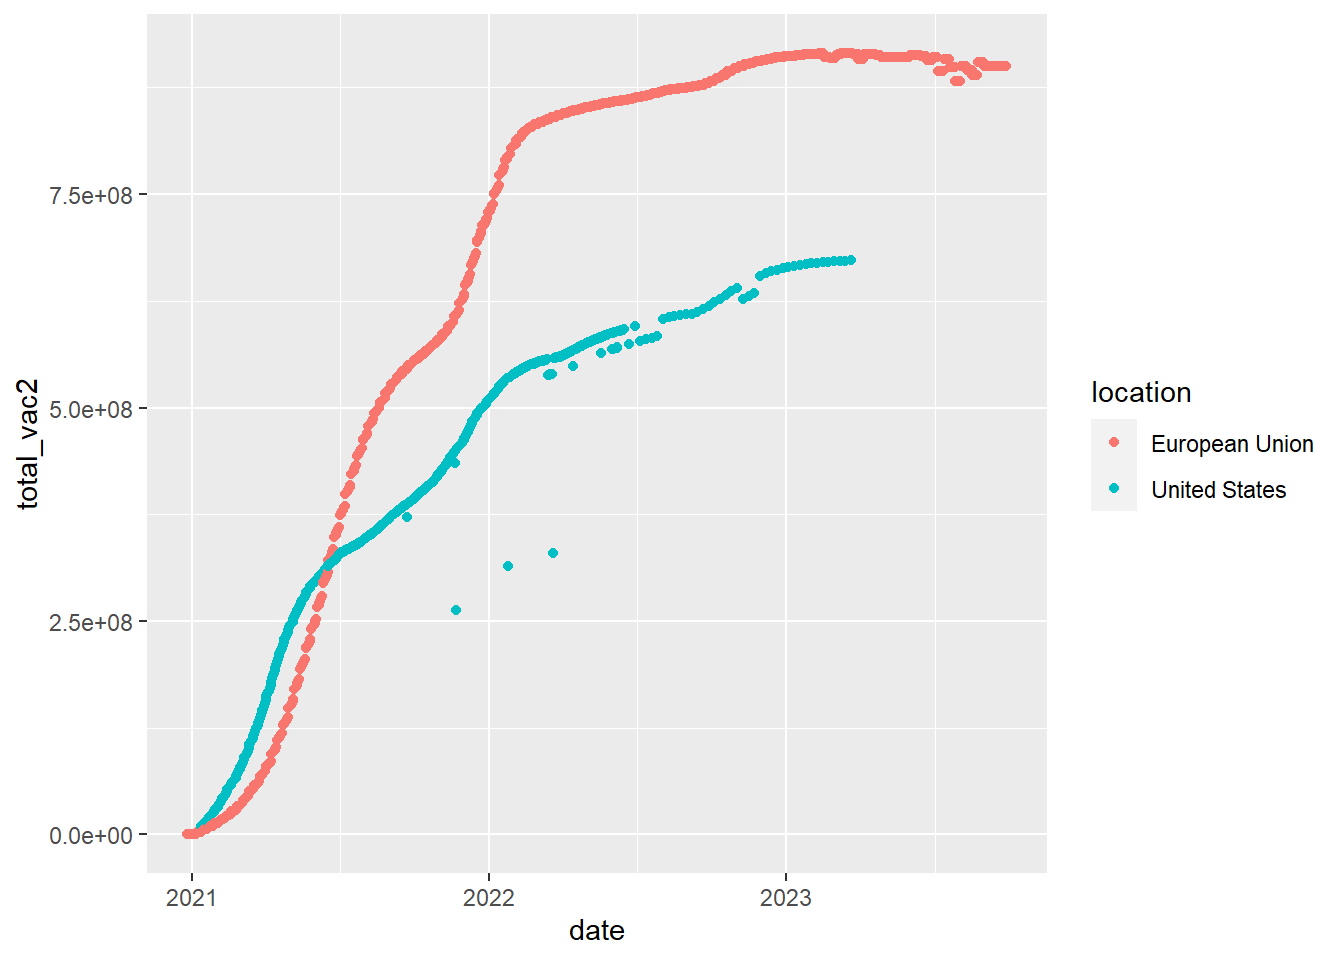 total_vac2
7.5e+08
5.0e+08
2.5e+08
0.0e+00
2021
2022
2023
date
location
European Union
United States